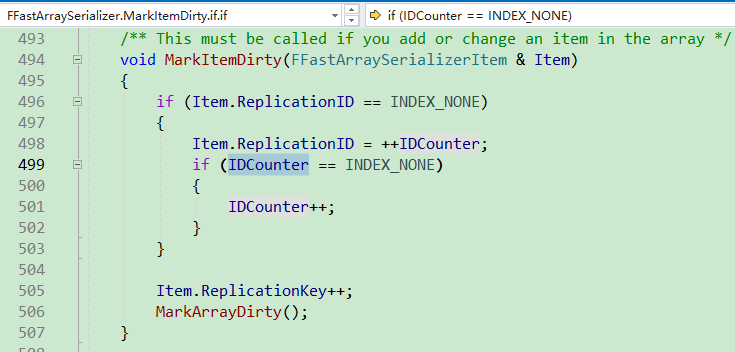 FFastArraySerializer.MarkItemDirty.if.if if (IDCounter == INDEX_NONE)
493 /** This must be called if you add or change an item in the array */
494 void MarkItemDirty(FFastArraySerializerItem & Item)
495 {
496 if (Item.ReplicationID == INDEX_NONE)
497 {
498 Item.ReplicationID = ++IDCounter;
499 if (IDCounter == INDEX_NONE)
500 {
501 IDCounter++;
502 }
503 }
504
505 Item.ReplicationKey++;
506 MarkArrayDirty();
507 }